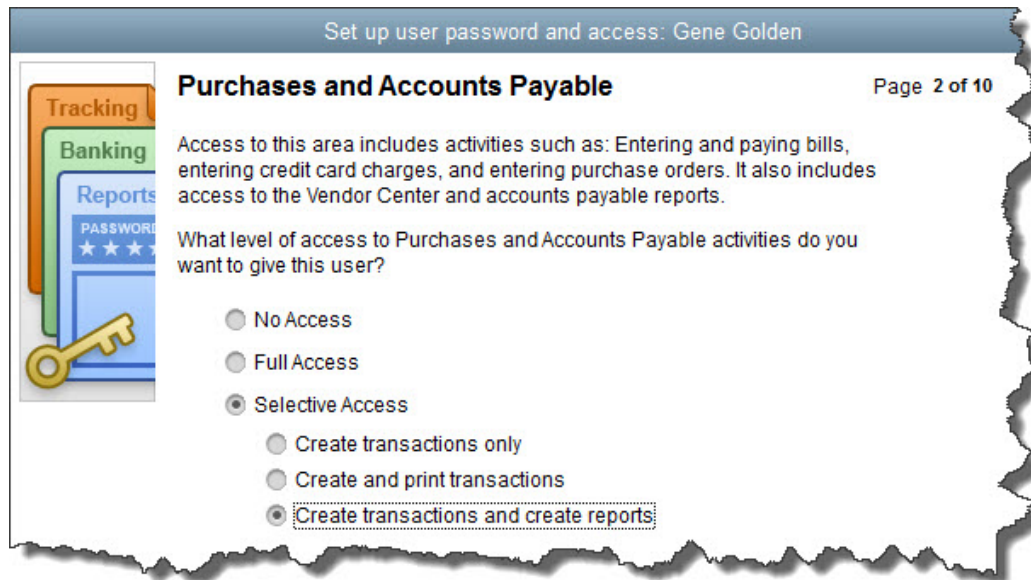 Set up user password and access: Gene Golden
Tracking
Banking
Reports
PASSWORD
Purchases and Accounts Payable
Page 2 of 10
Access to this area includes activities such as: Entering and paying bills,
entering credit card charges, and entering purchase orders. It also includes
access to the Vendor Center and accounts payable reports.
What level of access to Purchases and Accounts Payable activities do you
want to give this user?
No Access
Full Access
Selective Access
Create transactions only
Create and print transactions
Create transactions and create reports